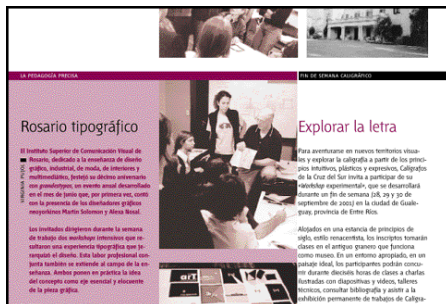 LA PEDAGOGÍA PRECISA
Rosario tipográfico
El Instituto Superior de Comunicación Visual de
Rosario, dedicado a la enseñanza de diseño
gráfico, industrial, de moda, de interiores y
multimediático, festejó su décimo aniversario
con granaletypes, un evento anual desarrollado
en el mes de junio que, por primera vez, contó
con la presencia de los diseñadores gráficos
neoyorkinos Martín Solomon y Alexa Nosal.
Los invitados dirigieron durante la semana
de trabajo dos workshops intensivos que re-
sultaron una experiencia tipográfica que je-
rarquizó el diseño. Esta labor profesional con-
junta también se extiende al campo de la en-
señanza. Ambos ponen en práctica la idea
del concepto como eje esencial y elocuente
de la pieza gráfica.
FIN DE SEMANA CALIGRÁFICO
Explorar la letra
Para aventurarse en nuevos territorios visua-
les y explorar la caligrafía a partir de los princi-
pios intuitivos, plásticos y expresivos, Calígrafos
de la Cruz del Sur invita a participar de su
«Workshop experimental», que se desarrollará
durante un fin de semana (28, 29 y 30 de
septiembre de 2001) en la ciudad de Guale-
guay, provincia de Entre Ríos.
Alojados en una estancia de principios de
siglo, estilo renacentista, los inscriptos tomarán
clases en el antiguo granero que funciona
como museo. En un entorno apropiado, en un
paisaje ideal, los participantes podrán concu-
rrir durante dieciséis horas de clases a charlas
ilustradas con diapositivas y videos, talleres
técnicos, consultar bibliografía y asistir a la
exhibición permanente de trabajos de Calígra-